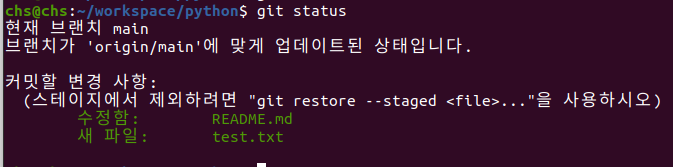 chs@chs:~/workspace/python$ git status
현재 브랜치 main
브랜치가 'origin/main'에 맞게 업데이트된 상태입니다.
커밋할 변경 사항:
(스테이지에서 제외하려면 "git restore --staged <file>..."을 사용하시오)
수정함: README.md
새 파일: test.txt